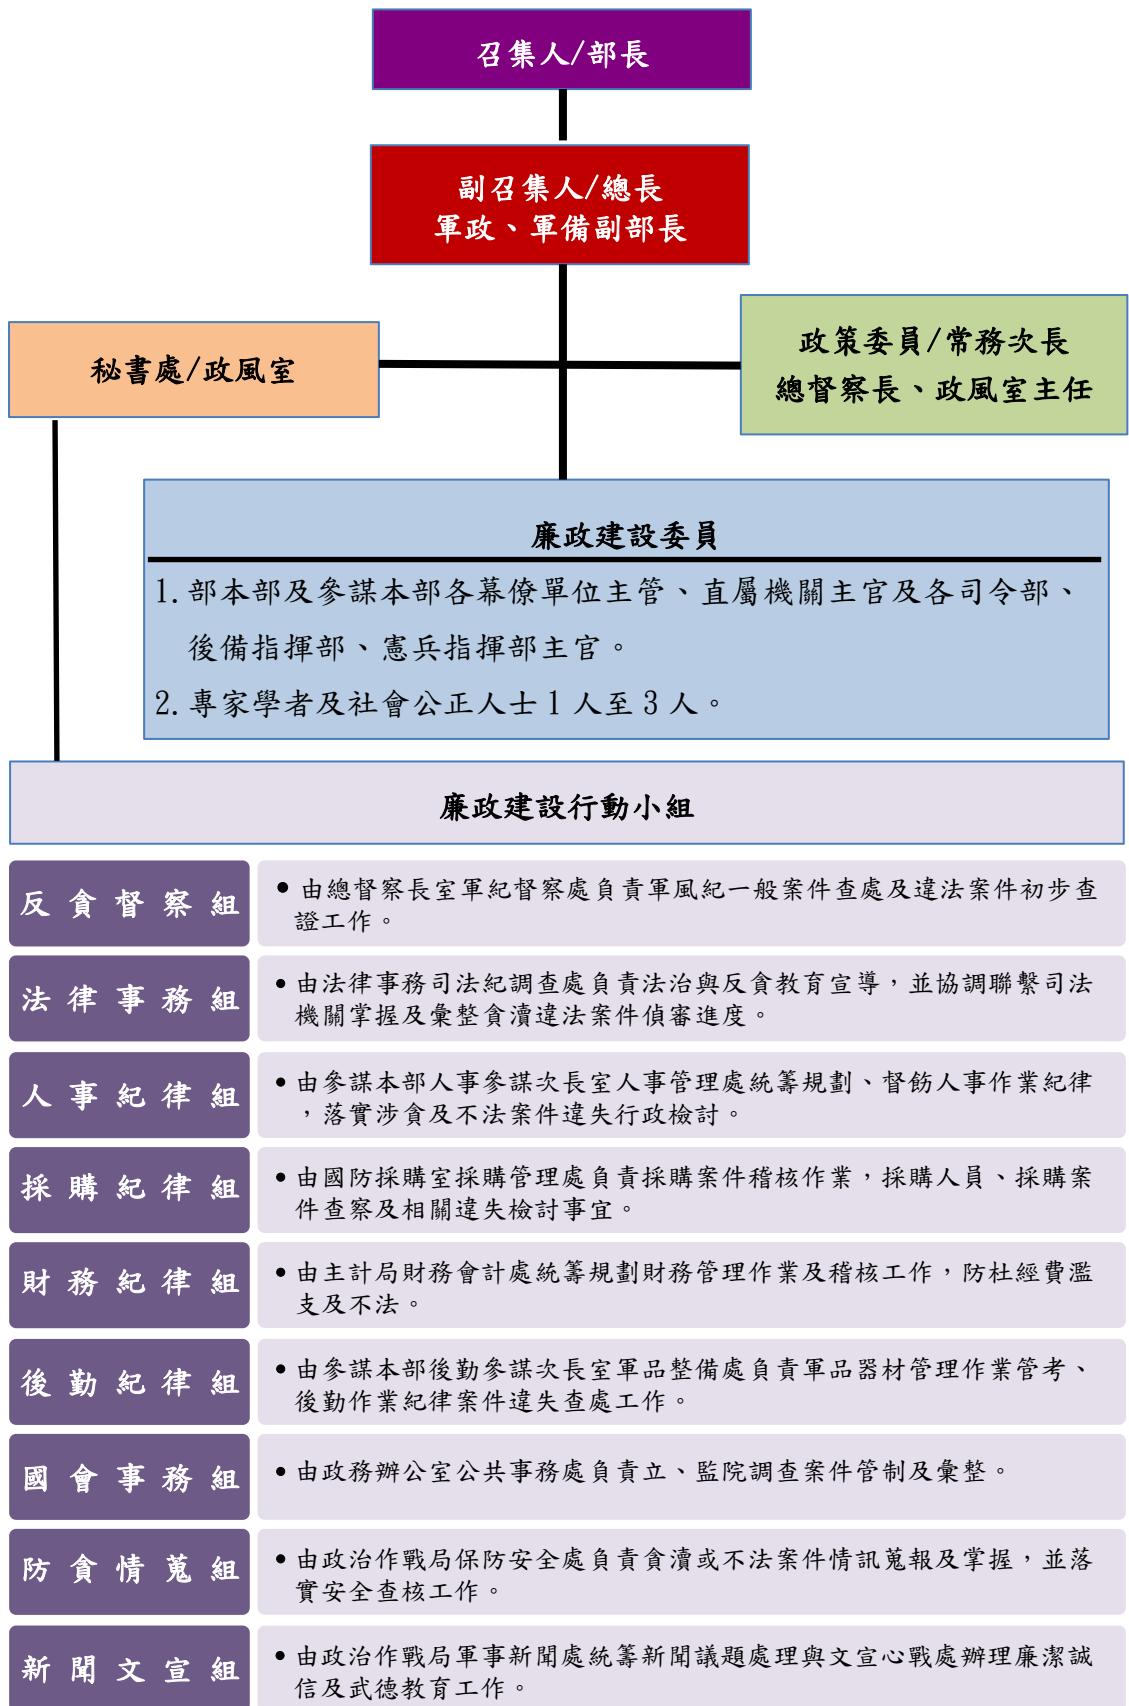 召集人/部長
副召集人/總長
軍政、軍備副部長
秘書處/政風室
政策委員/常務次長
總督察長、政風室主任
廉政建設委員
1.部本部及參謀本部各幕僚單位主管、直屬機關主官及各司令部、
後備指揮部、憲兵指揮部主官。
2.專家學者及社會公正人士1人至3人。
廉政建設行動小組
反貪督察組
•由總督察長室軍紀督察處負責軍風紀一般案件查處及違法案件初步查
證工作。
法律事務組
•由法律事務司法紀調查處負責法治與反貪教育宣導，並協調聯繫司法
機關掌握及彙整貪瀆違法案件偵審進度。
人事紀律組
•由參謀本部人事參謀次長室人事管理處統籌規劃、督飭人事作業紀律
，落實涉貪及不法案件違失行政檢討。
採購紀律組
•由國防採購室採購管理處負責採購案件稽核作業，採購人員、採購案
件查察及相關違失檢討事宜。
財務紀律組
•由主計局財務會計處統籌規劃財務管理作業及稽核工作，防杜經費濫
支及不法。
後勤紀律組
•由參謀本部後勤參謀次長室軍品整備處負責軍品器材管理作業管考、
後勤作業紀律案件違失查處工作。
國會事務組
•由政務辦公室公共事務處負責立、監院調查案件管制及彙整。
防貪情蒐組
•由政治作戰局保防安全處負責貪瀆或不法案件情訊蒐報及掌握，並落
實安全查核工作。
新聞文宣組
•由政治作戰局軍事新聞處統籌新聞議題處理與文宣心戰處辦理廉潔誠
信及武德教育工作。